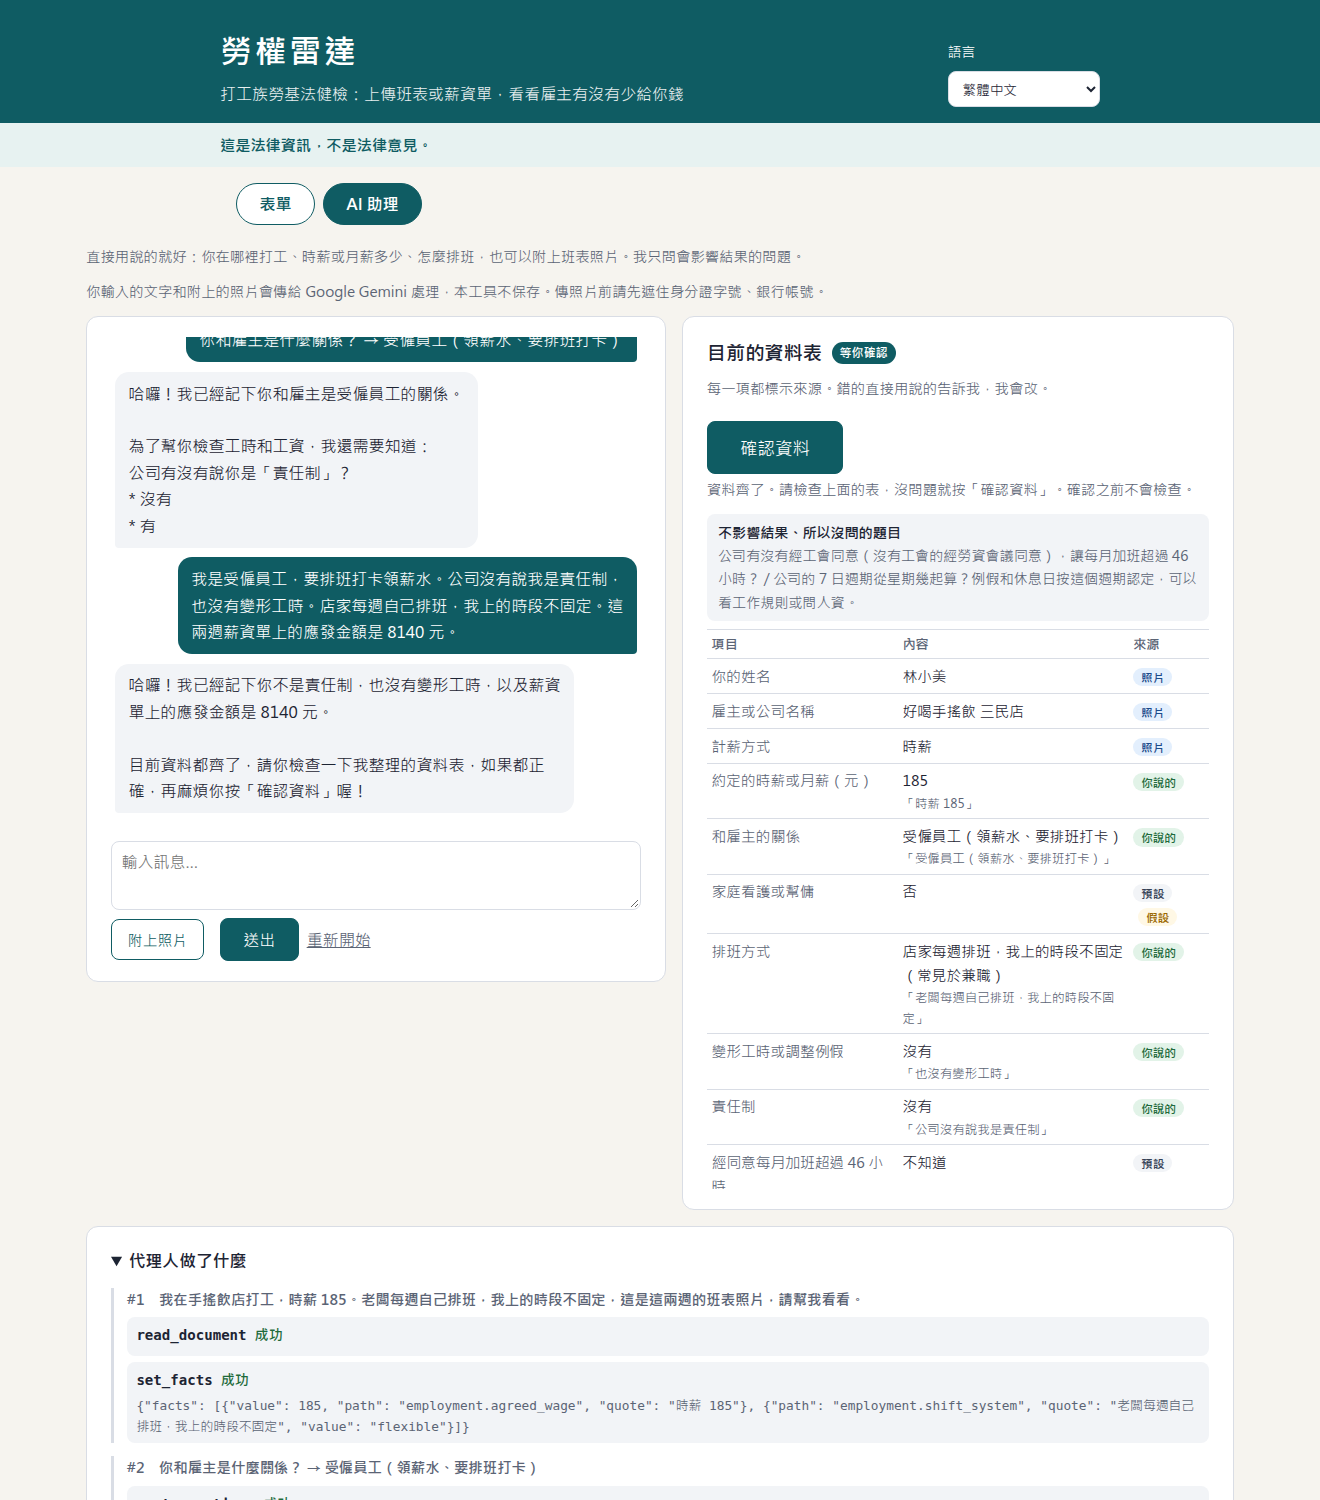 勞權雷達
打工族勞基法健檢：上傳班表或薪資單，看看雇主有沒有少給你錢
語言
繁體中文
這是法律資訊，不是法律意見。
表單
AI 助理
直接用說的就好：你在哪裡打工、時薪或月薪多少、怎麼排班，也可以附上班表照片。我只問會影響結果的問題。
你輸入的文字和附上的照片會傳給 Google Gemini 處理，本工具不保存。傳照片前請先遮住身分證字號、銀行帳號。
你和雇主是什麼關係？ → 受僱員工（領薪水、要排班打卡）
哈囉！我已經記下你和雇主是受僱員工的關係。
為了幫你檢查工時和工資，我還需要知道：
公司有沒有說你是「責任制」？
* 沒有
* 有
我是受僱員工，要排班打卡領薪水。公司沒有說我是責任制，
也沒有變形工時。店家每週自己排班，我上的時段不固定。這
兩週薪資單上的應發金額是 8140 元。
哈囉！我已經記下你不是責任制，也沒有變形工時，以及薪資
單上的應發金額是 8140 元。
目前資料都齊了，請你檢查一下我整理的資料表，如果都正
確，再麻煩你按「確認資料」喔！
輸入訊息...
附上照片
送出
重新開始
目前的資料表 等你確認
每一項都標示來源。錯的直接用說的告訴我，我會改。
確認資料
資料齊了。請檢查上面的表，沒問題就按「確認資料」。確認之前不會檢查。
不影響結果、所以沒問的題目
公司有沒有經工會同意（沒有工會的經勞資會議同意），讓每月加班超過 46
小時？ / 公司的 7 日週期從星期幾起算？例假和休息日按這個週期認定，可以
看工作規則或問人資。
項目 內容 來源
你的姓名 林小美 照片
雇主或公司名稱 好喝手搖飲 三民店 照片
計薪方式 時薪 照片
約定的時薪或月薪（元） 185 你說的
「時薪 185」
和雇主的關係 受僱員工（領薪水、要排班打卡） 你說的
「受僱員工（領薪水、要排班打卡）」
家庭看護或幫傭 否 預設
假設
排班方式 店家每週排班，我上的時段不固定 你說的
（常見於兼職）
「老闆每週自己排班，我上的時段不固
定」
變形工時或調整例假 沒有 你說的
「也沒有變形工時」
責任制 沒有 你說的
「公司沒有說我是責任制」
經同意每月加班超過 46 小 不知道 預設
時
▼ 代理人做了什麼
#1 我在手搖飲店打工，時薪 185。老闆每週自己排班，我上的時段不固定，這是這兩週的班表照片，請幫我看看。
read_document 成功
set_facts 成功
{"facts": [{"value": 185, "path": "employment.agreed_wage", "quote": "時薪 185"}, {"path": "employment.shift_system", "quote": "老闆每週自己
排班，我上的時段不固定", "value": "flexible"}]}
#2 你和雇主是什麼關係？ → 受僱員工（領薪水、要排班打卡）